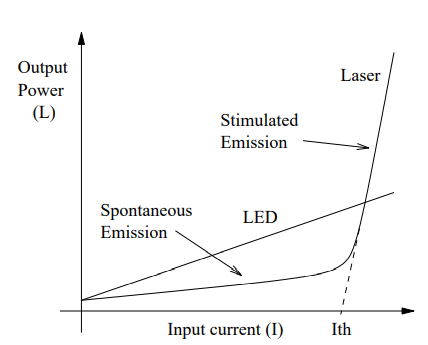 Output
Power
(L)
Laser
Stimulated
Emission
Spontaneous
Emission
LED
Input current (I)
Ith